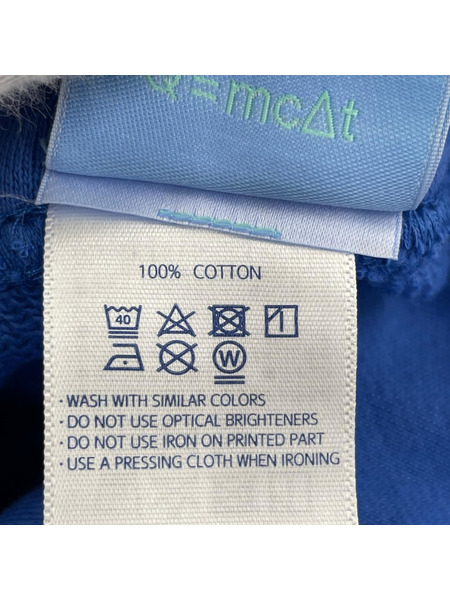 Q=mcΔt
100% COTTON
40
W
· WASH WITH SIMILAR COLORS
· DO NOT USE OPTICAL BRIGHTENERS
· DO NOT USE IRON ON PRINTED PART
· USE A PRESSING CLOTH WHEN IRONING